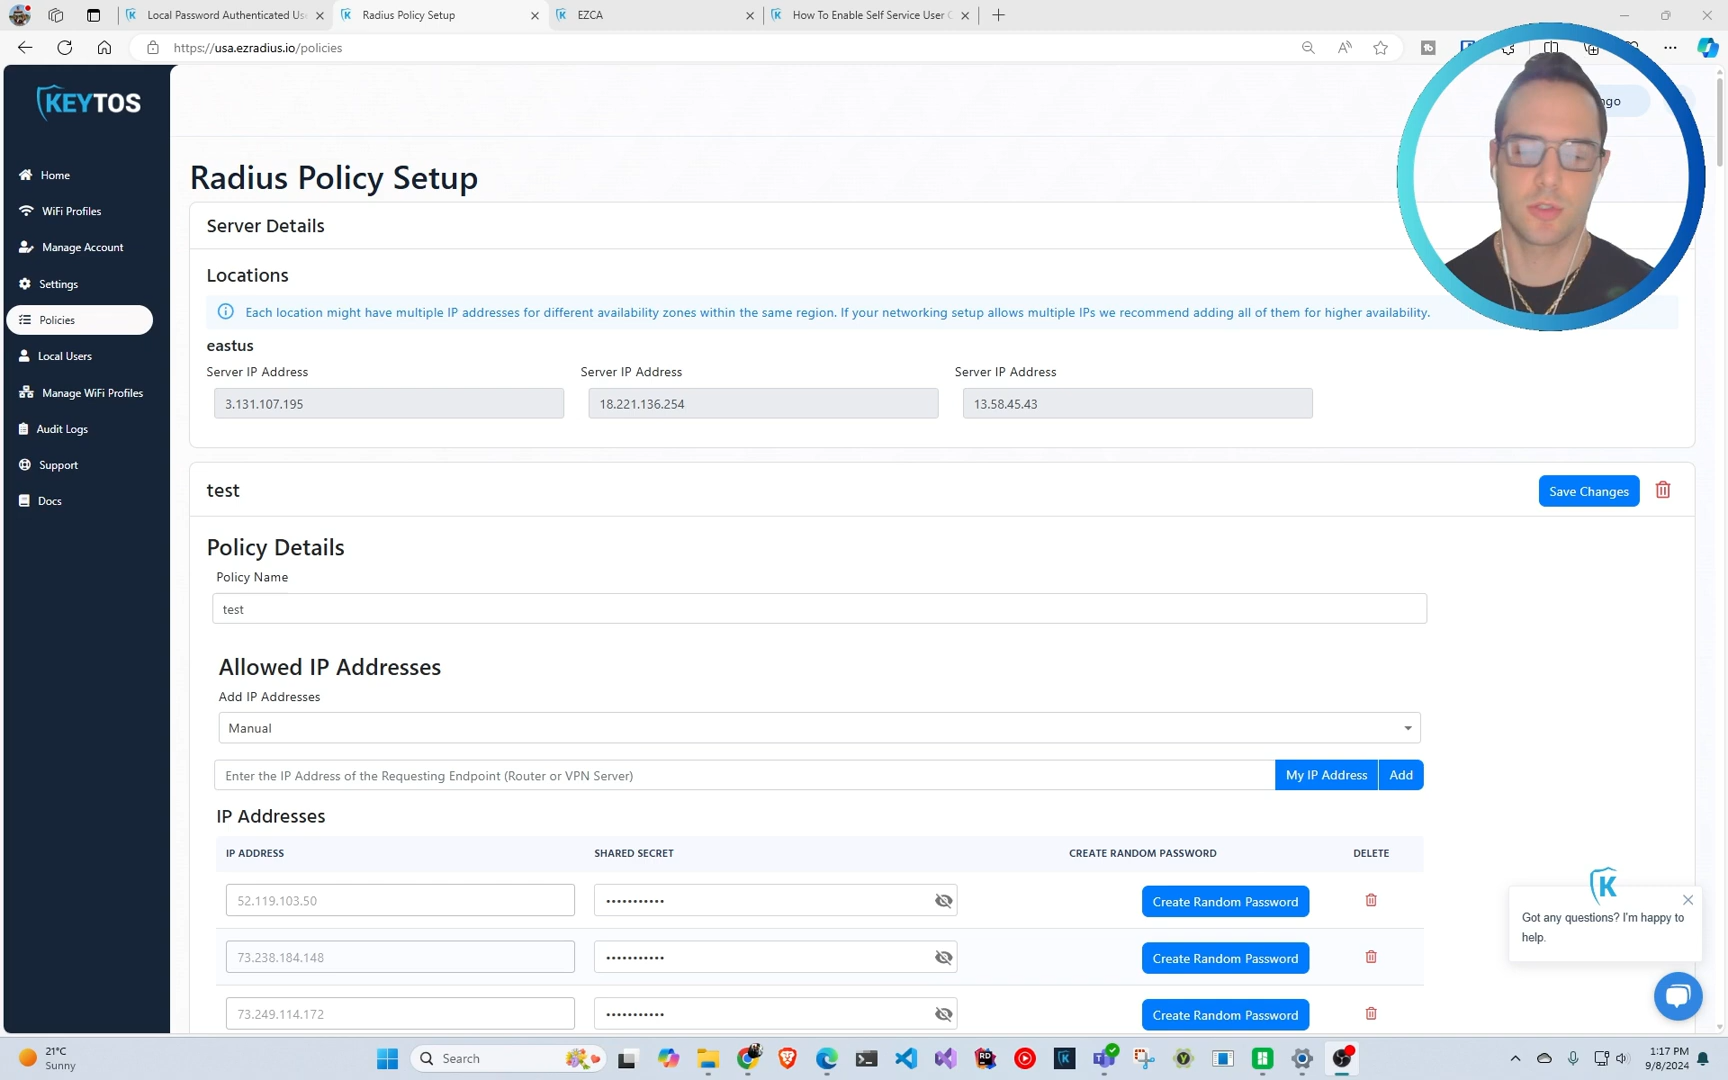 Local Password Authenticated Us
Radius Policy Setup
EZCA
How To Enable Self Service User C
https://usa.ezradius.io/policies
KEYTOS
ngo
Home
WiFi Profiles
Manage Account
Settings
Policies
Local Users
Manage WiFi Profiles
Audit Logs
Support
Docs
Radius Policy Setup
Server Details
Locations
Each location might have multiple IP addresses for different availability zones within the same region. If your networking setup allows multiple IPs we recommend adding all of them for higher availability.
eastus
Server IP Address
Server IP Address
Server IP Address
3.131.107.195
18.221.136.254
13.58.45.43
test
Save Changes
Policy Details
Policy Name
test
Allowed IP Addresses
Add IP Addresses
Manual
Enter the IP Address of the Requesting Endpoint (Router or VPN Server)
My IP Address
Add
IP Addresses
IP ADDRESS
SHARED SECRET
CREATE RANDOM PASSWORD
DELETE
52.119.103.50
•••••••••••
Create Random Password
73.238.184.148
•••••••••••
Create Random Password
73.249.114.172
•••••••••••
Create Random Password
Got any questions? I'm happy to
help.
21°C
Sunny
Search
1:17 PM
9/8/2024